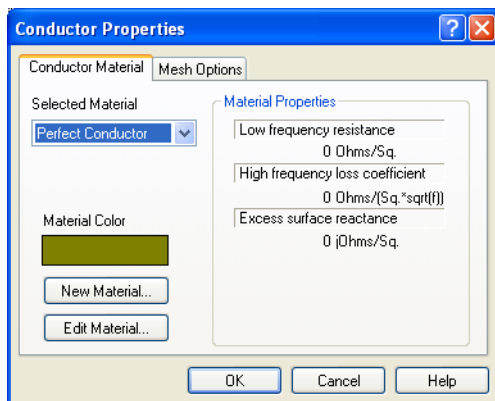 Conductor Properties
Conductor Material
Mesh Options
Selected Material
Perfect Conductor
Material Color
New Material...
Edit Material...
Material Properties
Low frequency resistance
0 Ohms/Sq.
High frequency loss coefficient
0 Ohms/(Sq.*sqrt(f))
Excess surface reactance
0 jOhms/Sq.
OK
Cancel
Help